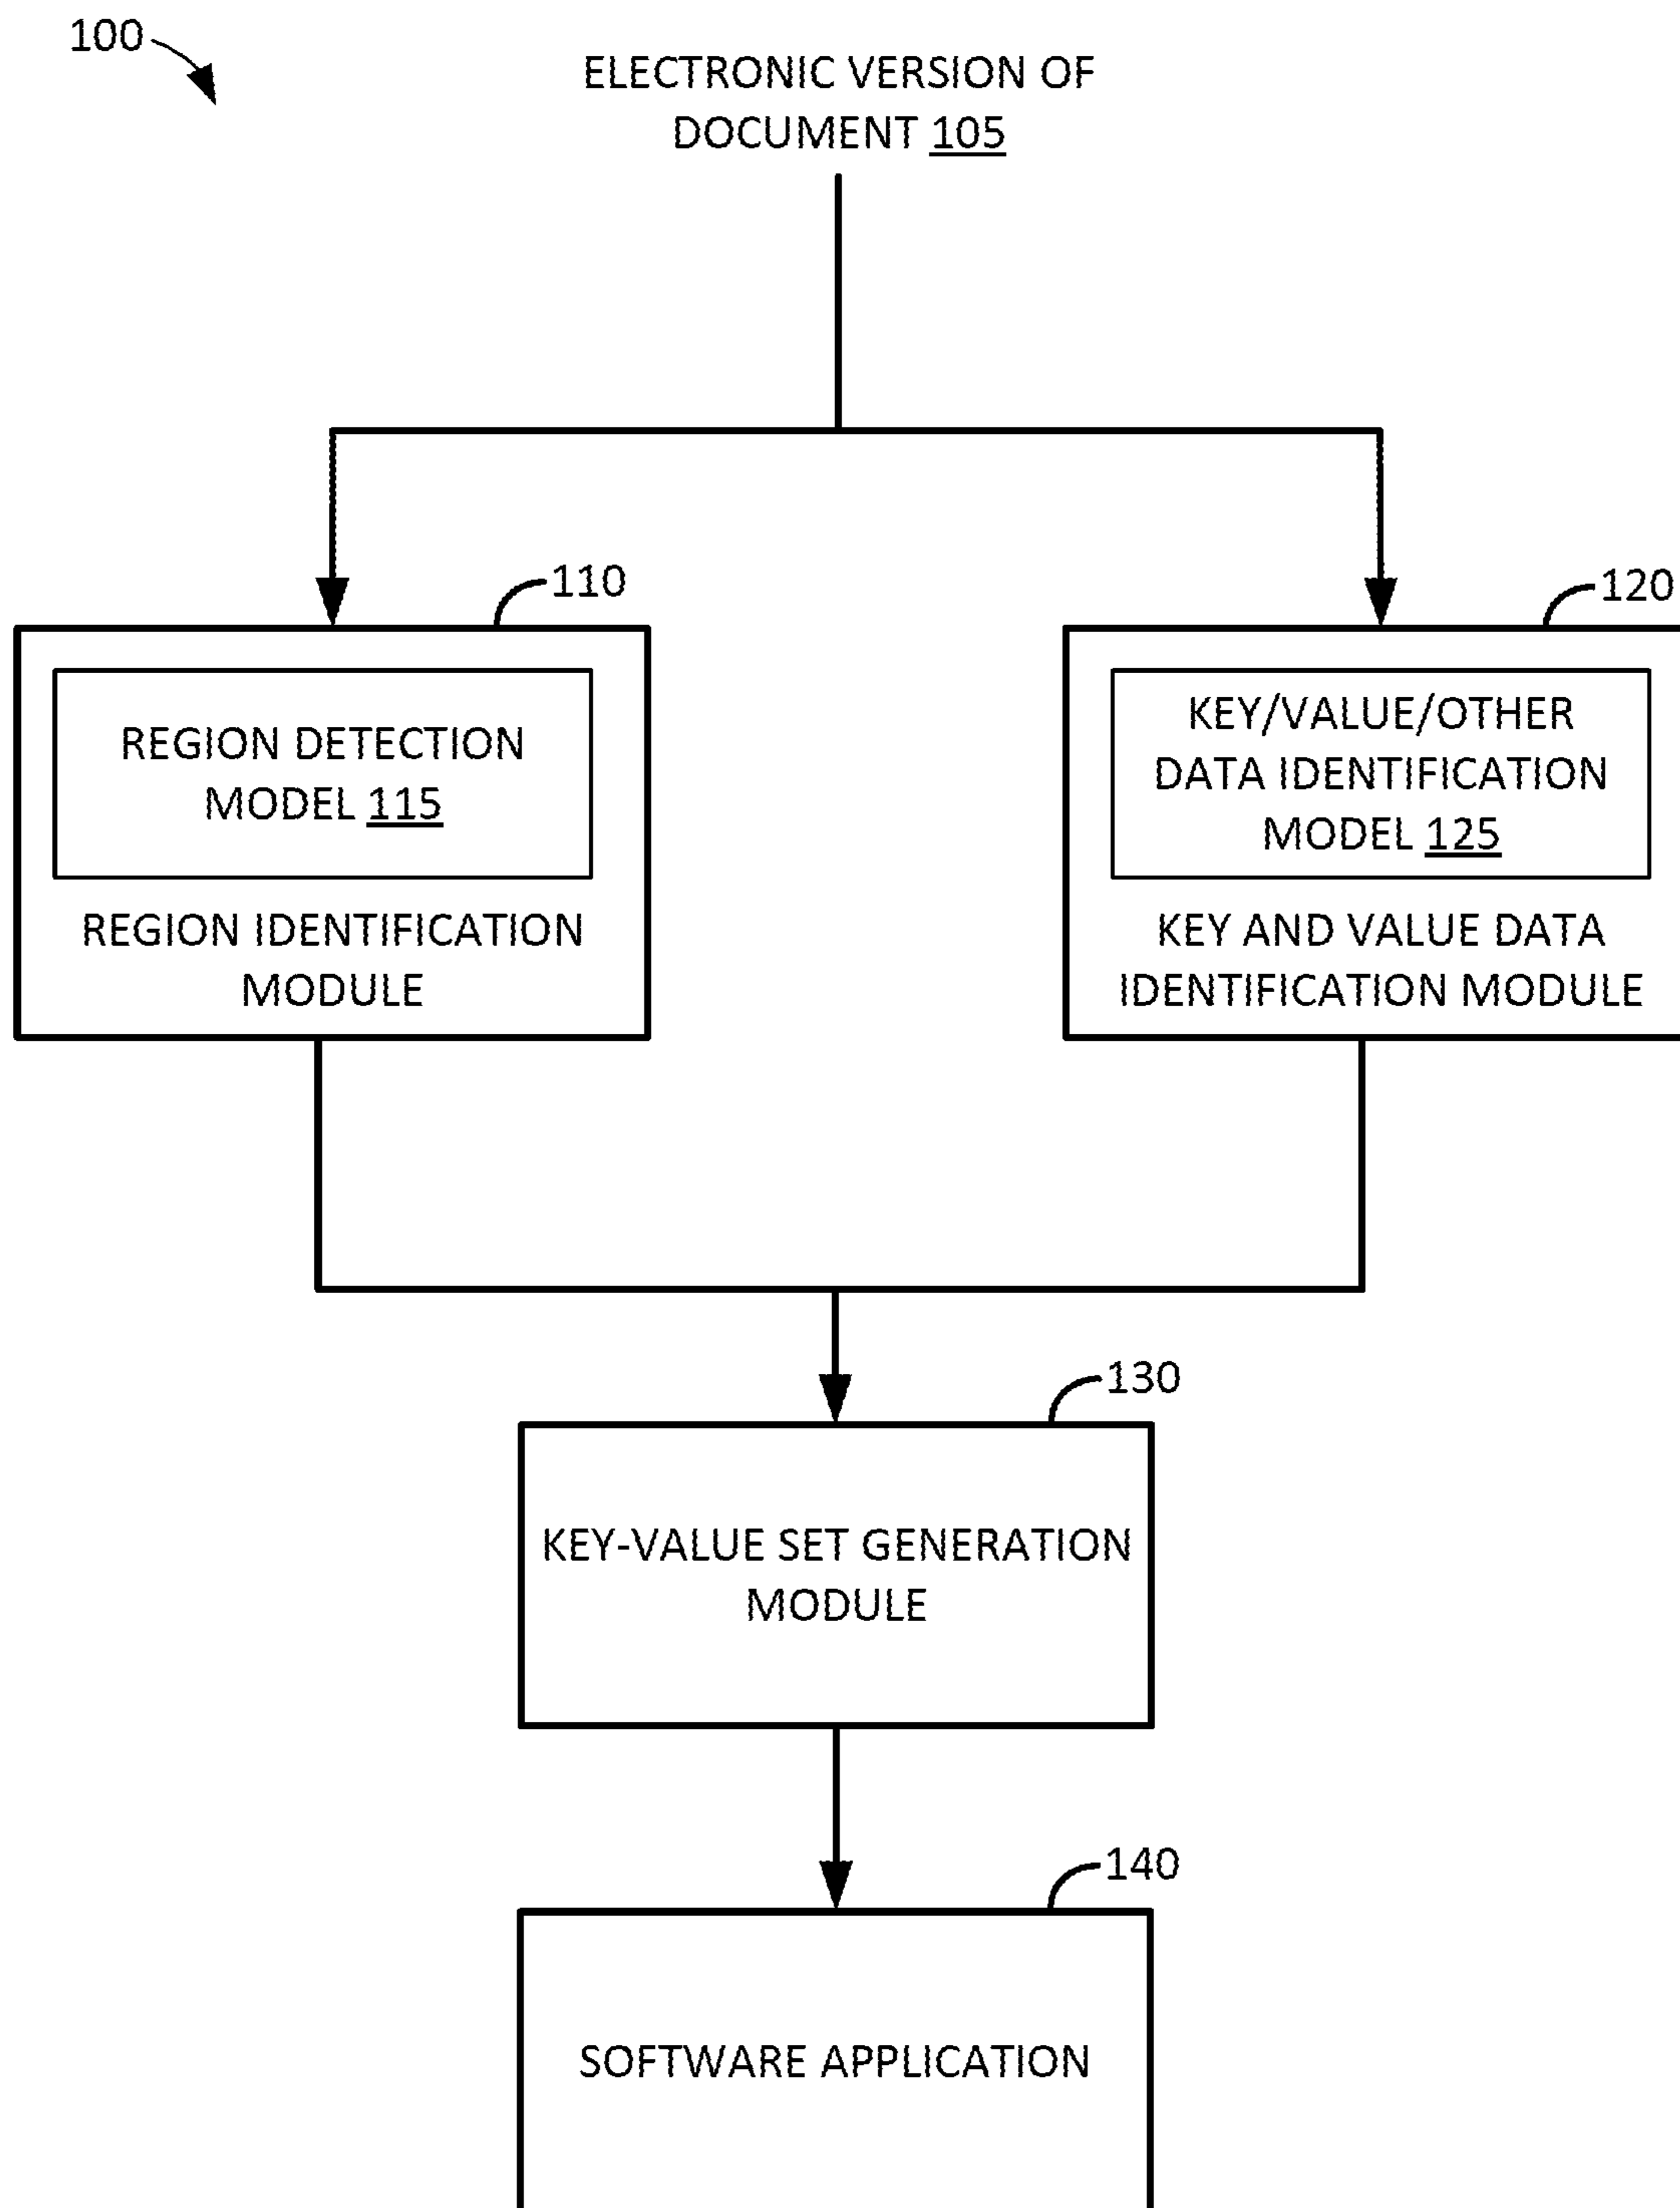 100
ELECTRONIC VERSION OF
DOCUMENT 105
110
120
REGION DETECTION
MODEL 115
REGION IDENTIFICATION
MODULE
KEY/VALUE/OTHER
DATA IDENTIFICATION
MODEL 125
KEY AND VALUE DATA
IDENTIFICATION MODULE
130
KEY-VALUE SET GENERATION
MODULE
140
SOFTWARE APPLICATION